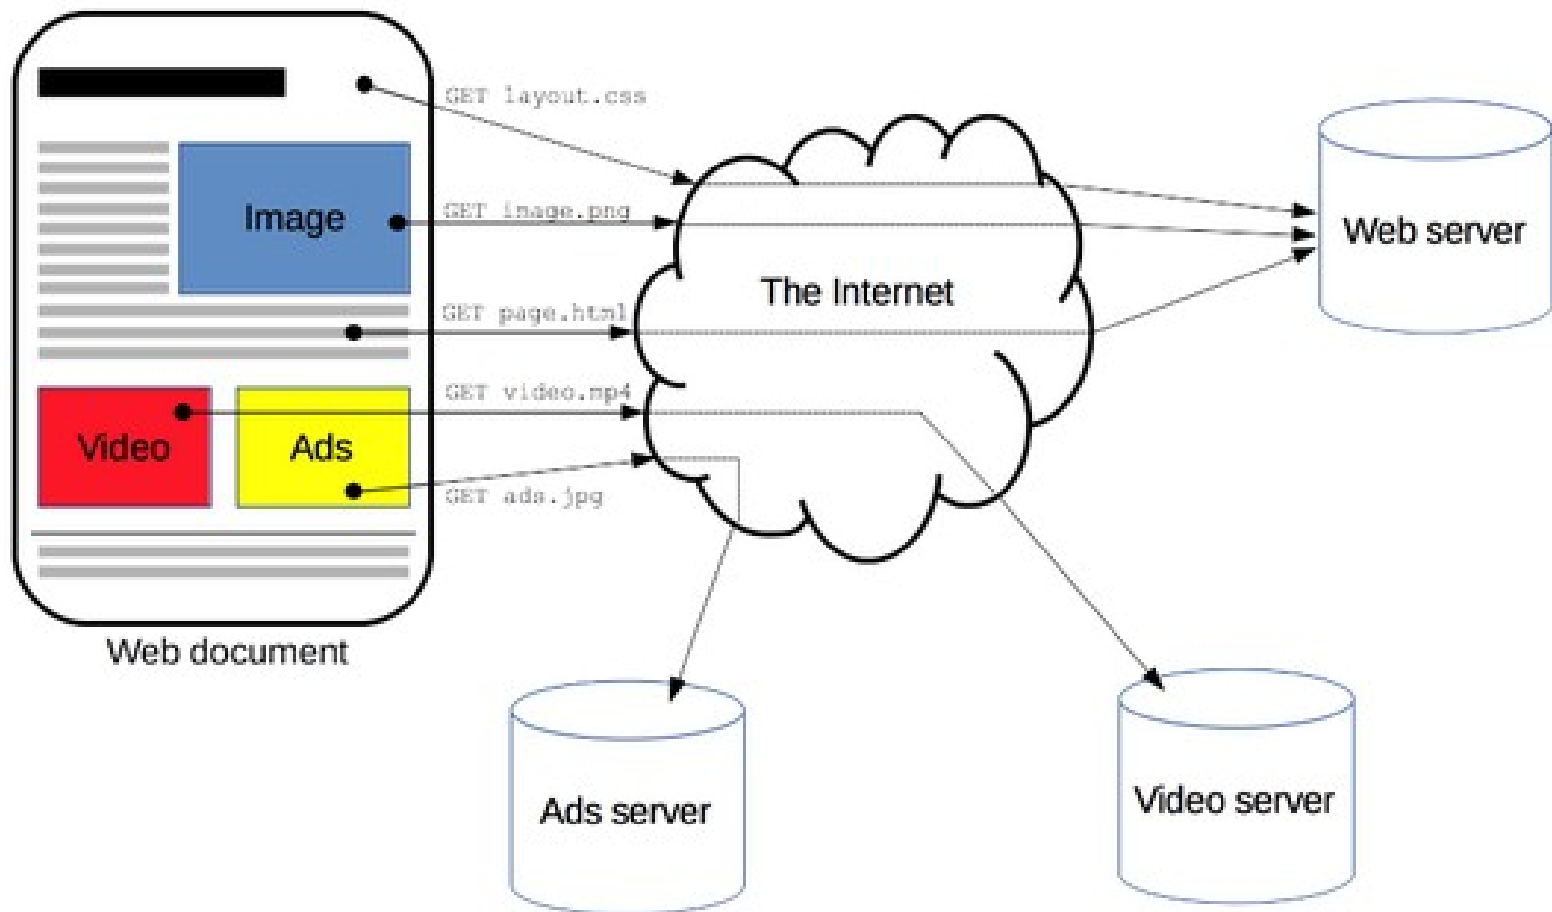 GET layout.css
Image
GET image.png
Web server
The Internet
GET page.html
GET video.mp4
Video
Ads
GET ads.jpg
Web document
Ads server
Video server